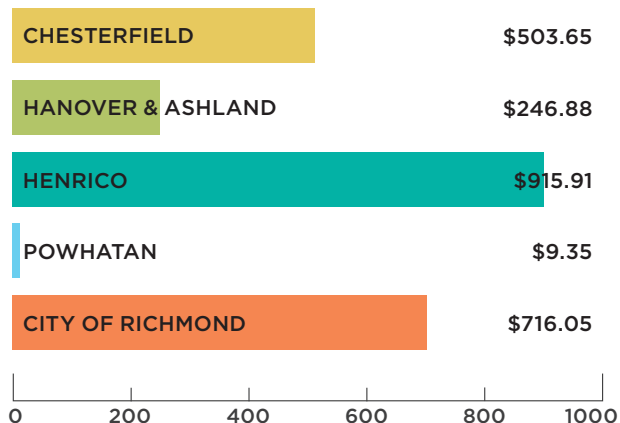 CHESTERFIELD $503.65
HANOVER & ASHLAND $246.88
HENRICO $915.91
POWHATAN $9.35
CITY OF RICHMOND $716.05
0 200 400 600 800 1000